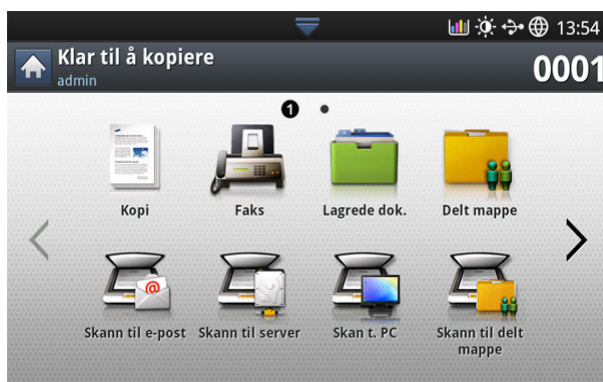 13:54
Klar til å kopiere
admin
0001
1
Kopi
Faks
Lagrede dok.
Delt mappe
@
Skann til e-post
Skann til server
Skan t. PC
Skann til delt
mappe